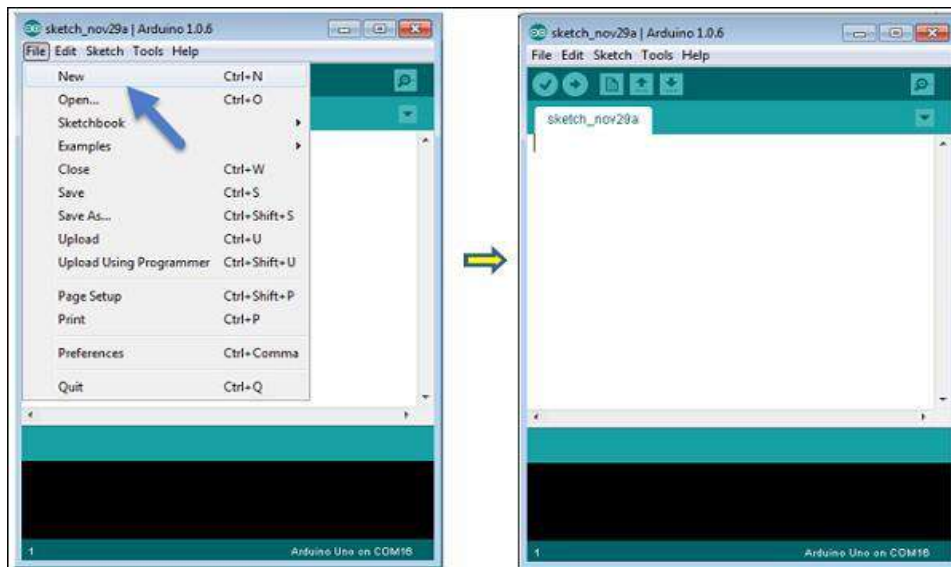 sketch_nov29a | Arduino 1.0.6
File Edit Sketch Tools Help
New Ctrl+N
Open... Ctrl+O
Sketchbook
Examples
Close Ctrl+W
Save Ctrl+S
Save As... Ctrl+Shift+S
Upload Ctrl+U
Upload Using Programmer Ctrl+Shift+U
Page Setup Ctrl+Shift+P
Print Ctrl+P
Preferences Ctrl+Comma
Quit Ctrl+Q
1 Arduino Uno on COM16
sketch_nov29a | Arduino 1.0.6
File Edit Sketch Tools Help
sketch_nov29a
1 Arduino Uno on COM16